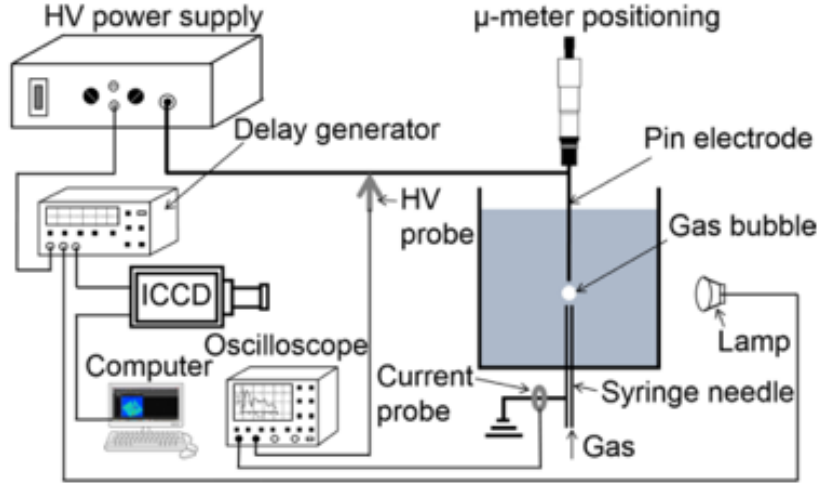 HV power supply
μ-meter positioning
Delay generator
Pin electrode
HV
probe
Gas bubble
ICCD
Oscilloscope
Lamp
Computer
Current
probe
Syringe needle
Gas